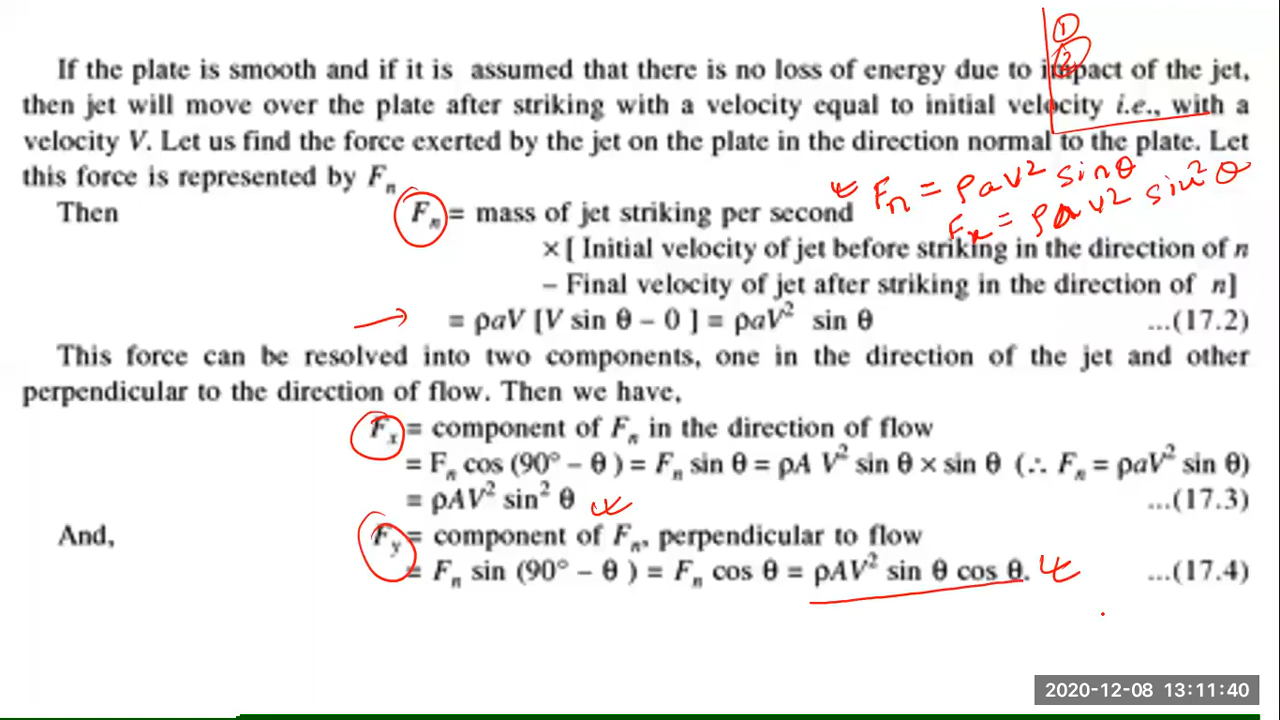 ①
②
If the plate is smooth and if it is assumed that there is no loss of energy due to impact of the jet,
then jet will move over the plate after striking with a velocity equal to initial velocity i.e., with a
velocity V. Let us find the force exerted by the jet on the plate in the direction normal to the plate. Let
this force is represented by Fₙ
Fₙ = ρav² sinθ
Fₓ = ρav² sin²θ
Then Fₙ = mass of jet striking per second
× [ Initial velocity of jet before striking in the direction of n
– Final velocity of jet after striking in the direction of n]
= ρaV [V sin θ – 0 ] = ρaV² sin θ ...(17.2)
This force can be resolved into two components, one in the direction of the jet and other
perpendicular to the direction of flow. Then we have,
Fₓ = component of Fₙ in the direction of flow
= Fₙ cos (90° – θ ) = Fₙ sin θ = ρA V² sin θ × sin θ (∴ Fₙ = ρaV² sin θ)
= ρAV² sin² θ ...(17.3)
And, Fy = component of Fₙ, perpendicular to flow
= Fₙ sin (90° – θ ) = Fₙ cos θ = ρAV² sin θ cos θ. ...(17.4)
2020-12-08 13:11:40